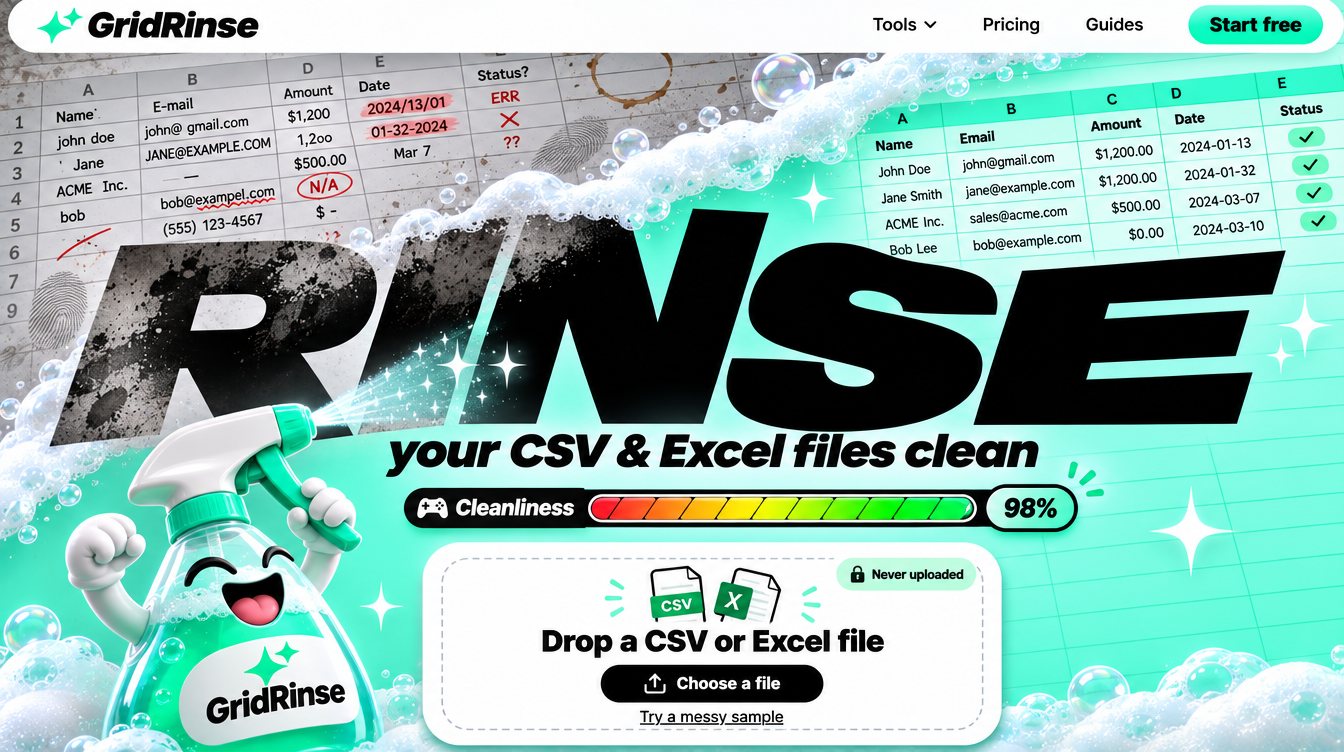 GridRinse
Tools
Pricing
Guides
Start free
A B D E
Name E-mail Amount Date Status?
1 john doe john@ gmail.com $1,200 2024/13/01 ERR
2 ' Jane JANE@EXAMPLE.COM 1,2oo 01-32-2024
3 ACME Inc. — $500.00 Mar 7 ??
4 bob bob@exampel.com N/A
5 (555) 123-4567 $ -
6
7
9
A B C D E
Name Email Amount Date Status
John Doe john@gmail.com $1,200.00 2024-01-13
Jane Smith jane@example.com $1,200.00 2024-01-32
ACME Inc. sales@acme.com $500.00 2024-03-07
Bob Lee bob@example.com $0.00 2024-03-10
RINSE
your CSV & Excel files clean
Cleanliness
98%
Never uploaded
CSV
X
Drop a CSV or Excel file
Choose a file
Try a messy sample
GridRinse